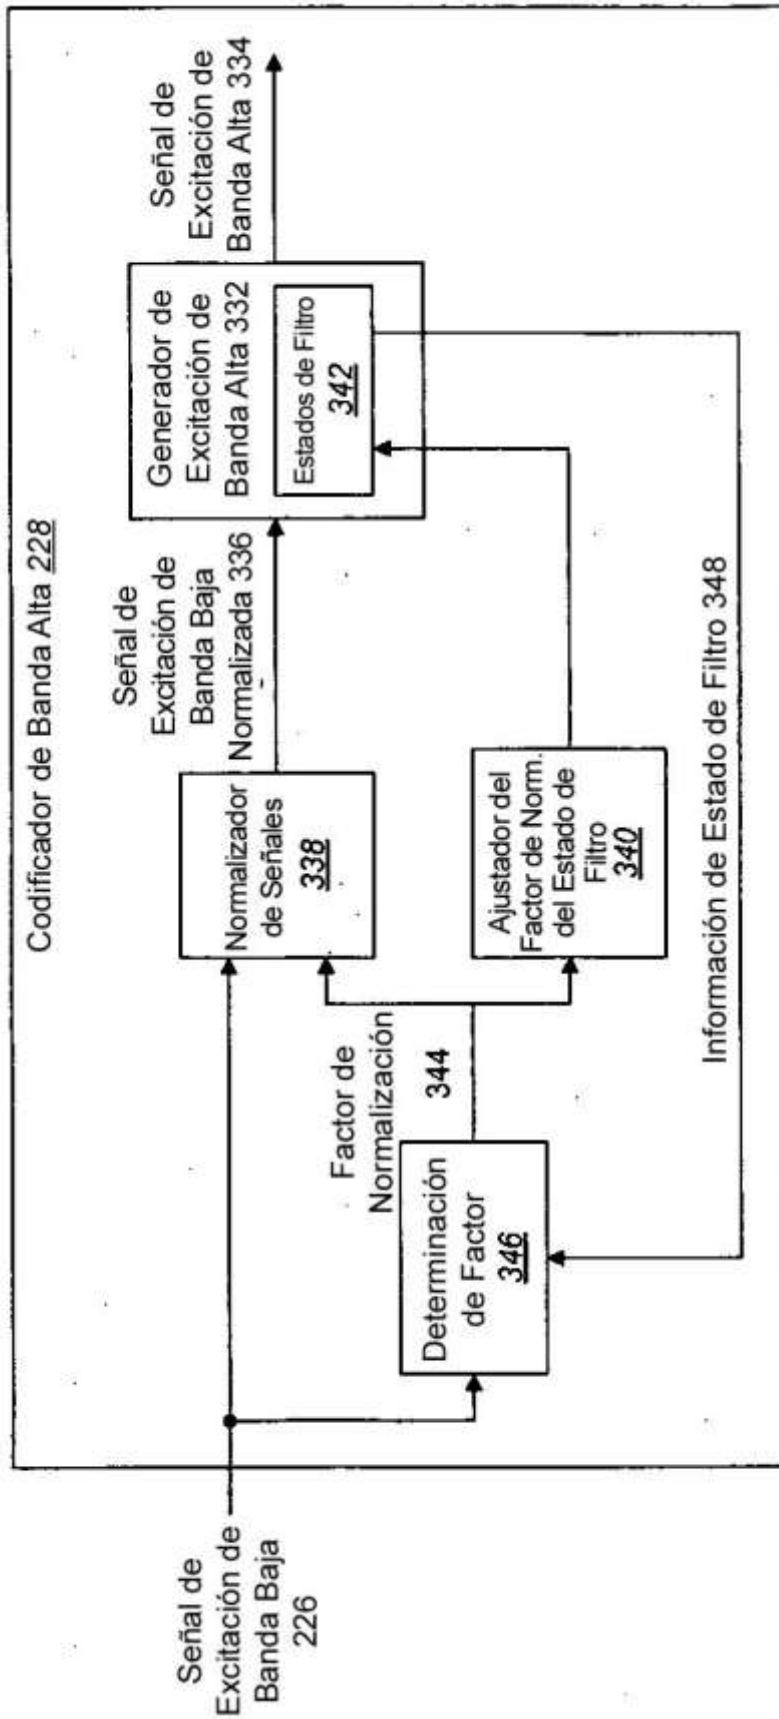 Codificador de Banda Alta 228
Señal de
Excitación de
Banda Baja
226
Determinación
de Factor
346
Factor de
Normalización
344
Normalizador
de Señales
338
Ajustador del
Factor de Norm.
del Estado de
Filtro
340
Señal de
Excitación de
Banda Baja
Normalizada 336
Generador de
Excitación de
Banda Alta 332
Estados de Filtro
342
Señal de
Excitación de
Banda Alta 334
Información de Estado de Filtro 348